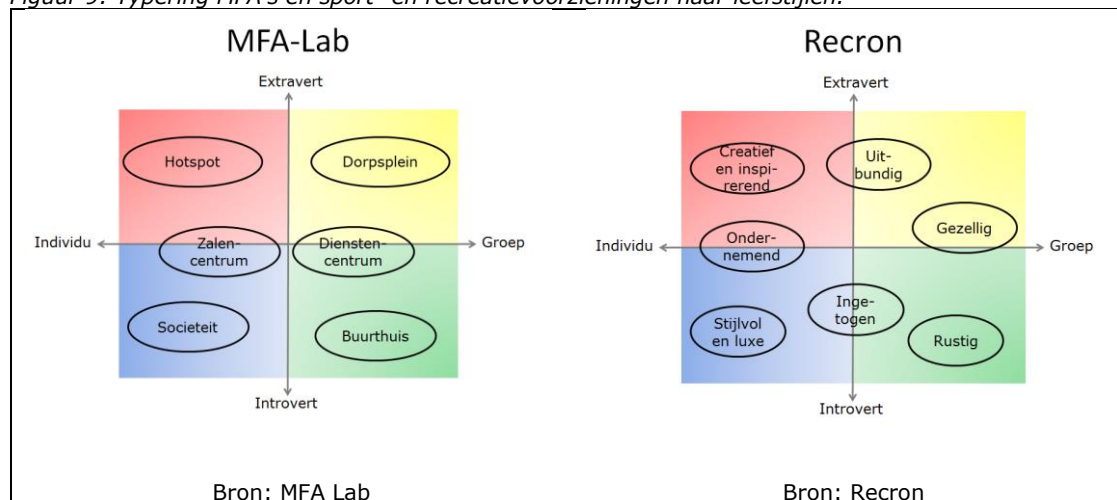 Figuur 9. Typering MFA's en sport- en recreatievoorzieningen naar leefstijlen.
MFA-Lab
Extravert
Hotspot
Dorpsplein
Individu
Zalen-
centrum
Diensten-
centrum
Groep
Societeit
Buurthuis
Introvert
Bron: MFA Lab
Recron
Extravert
Creatief
en inspi-
rerend
Uit-
bundig
Gezellig
Individu
Onder-
nemend
Groep
Inge-
togen
Stijlvol
en luxe
Rustig
Introvert
Bron: Recron